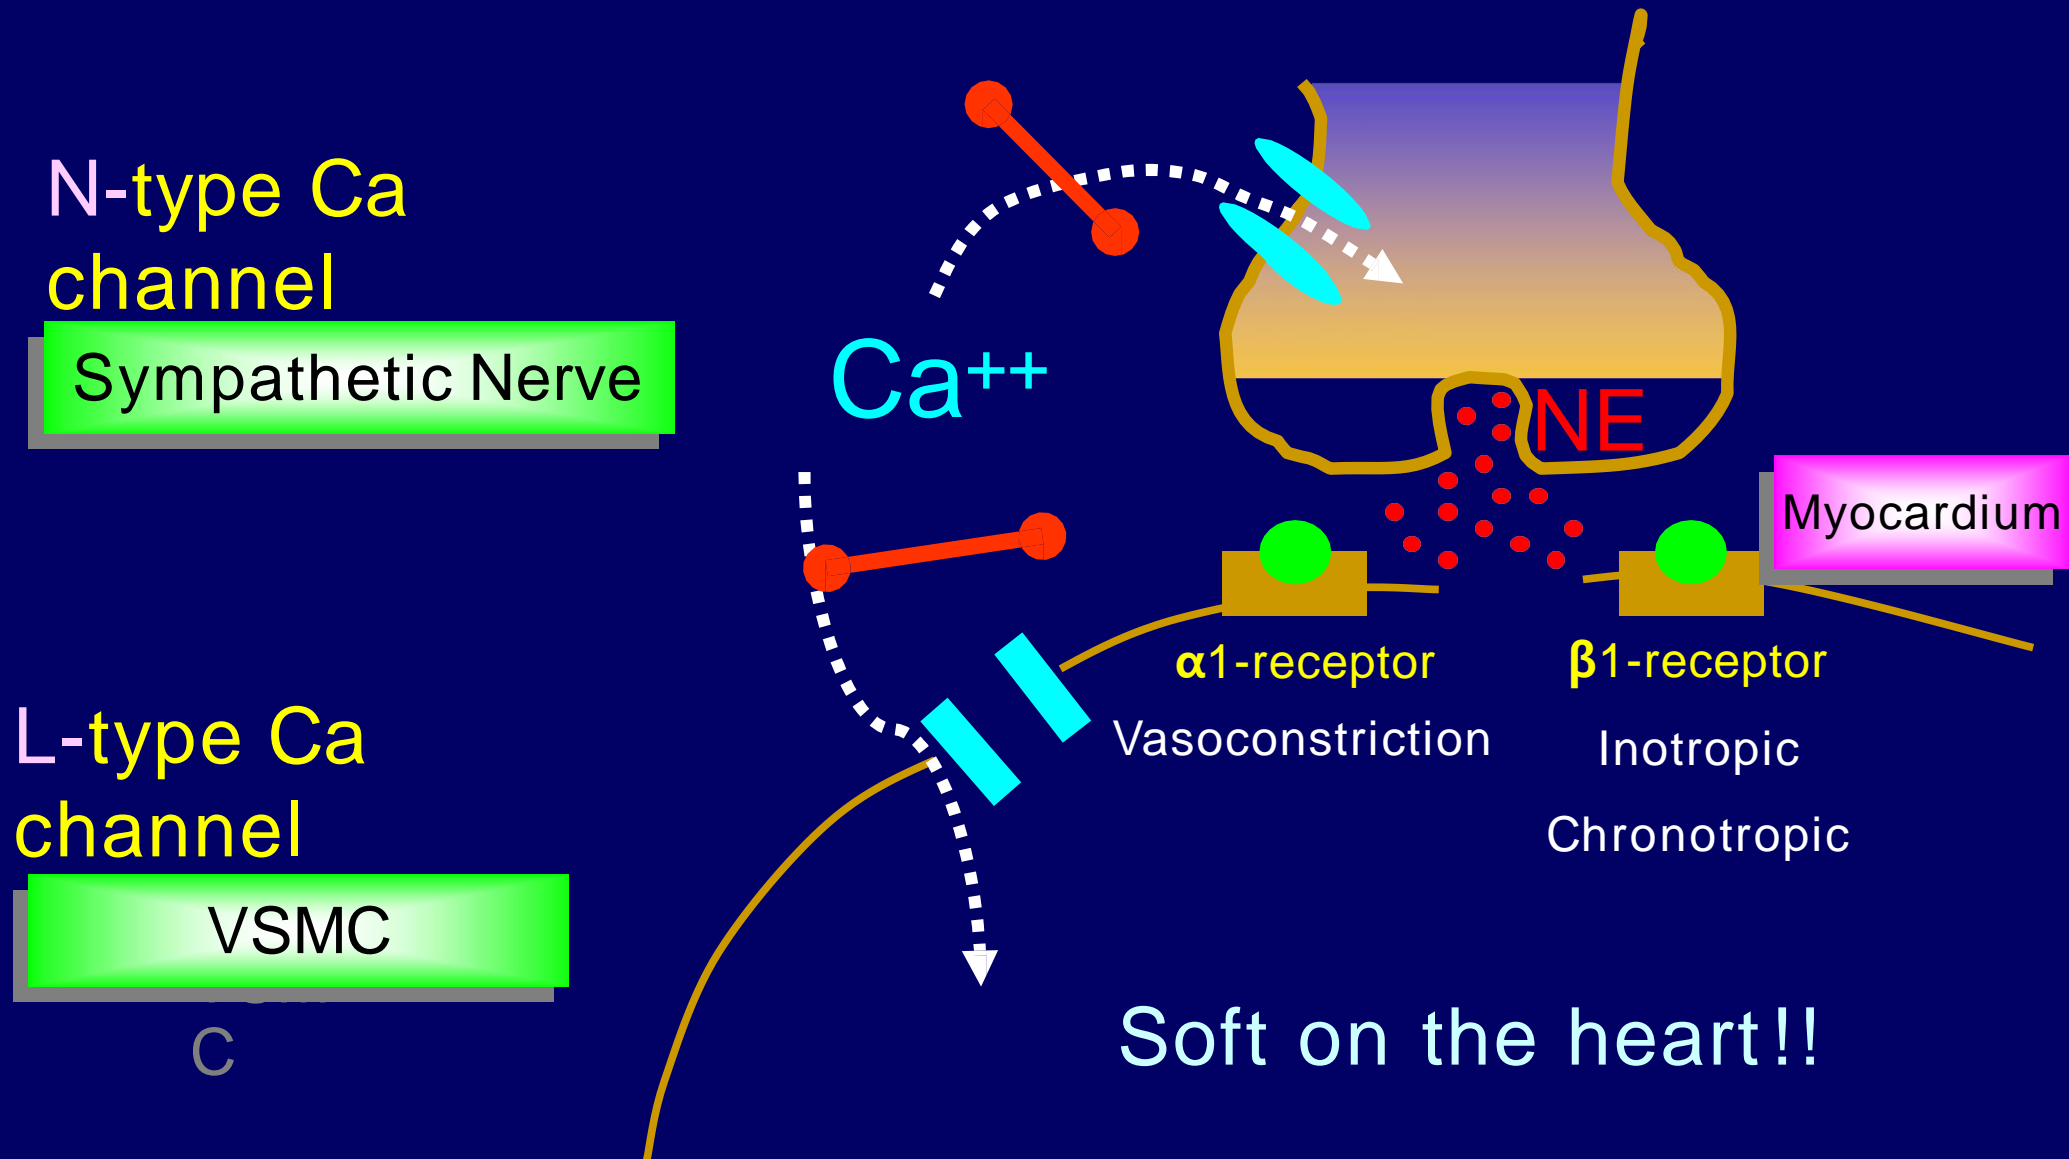 N-type Ca
channel
Sympathetic Nerve
Ca++
NE
Myocardium
α1-receptor
β1-receptor
Vasoconstriction
Inotropic
Chronotropic
L-type Ca
channel
VSMC
C
Soft on the heart!!